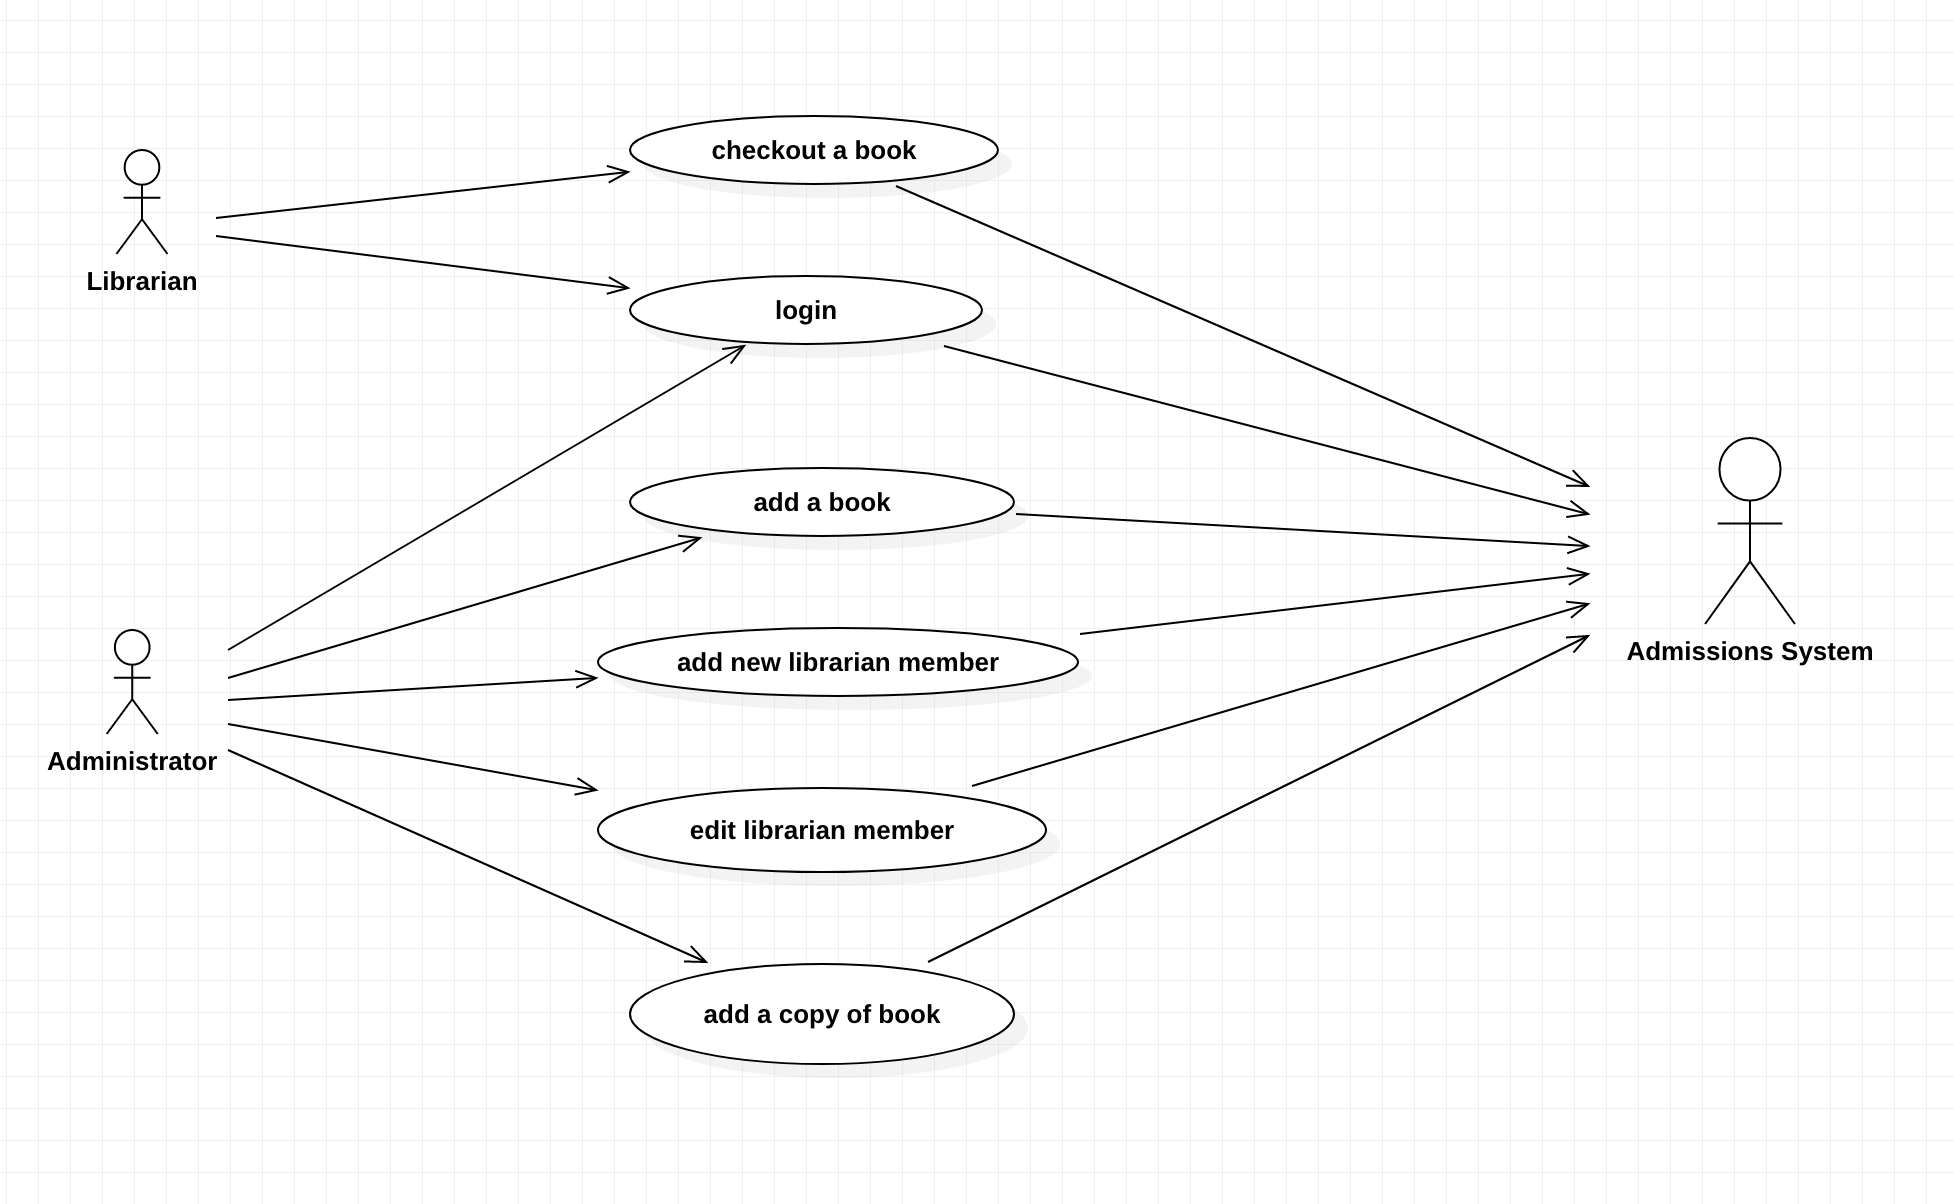 checkout a book
Librarian
login
add a book
Admissions System
add new librarian member
Administrator
edit librarian member
add a copy of book